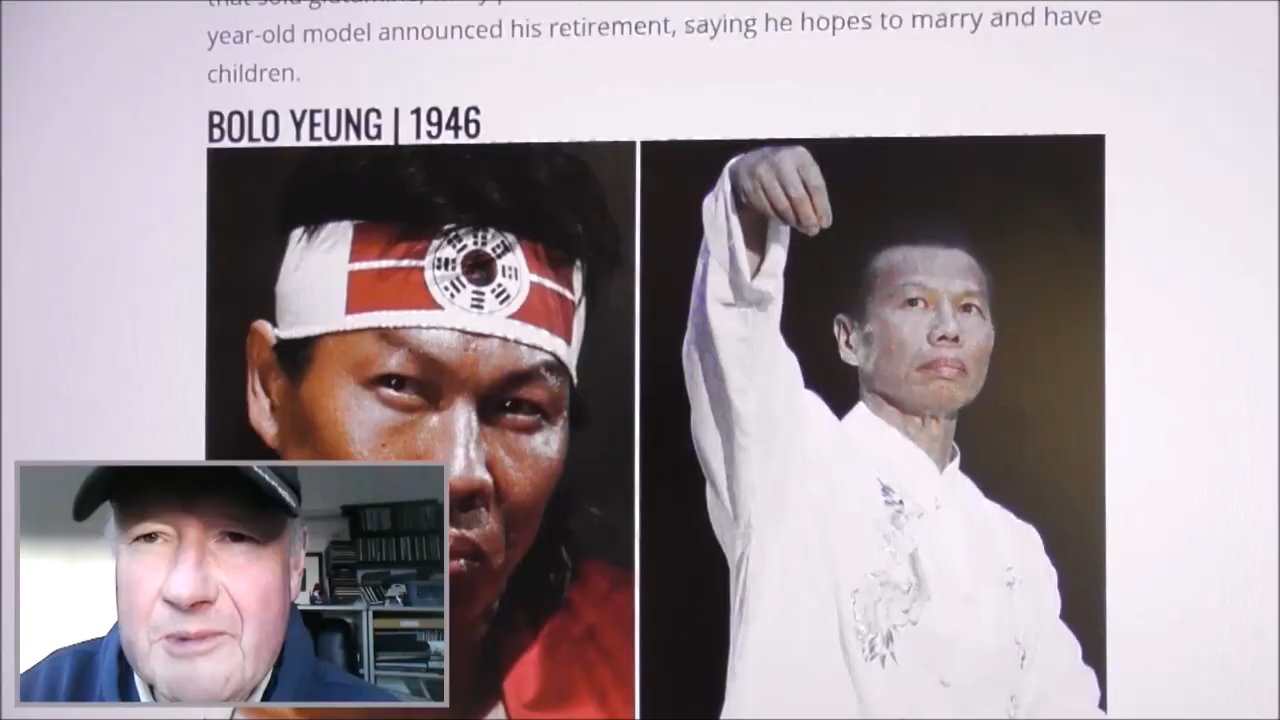 year-old model announced his retirement, saying he hopes to marry and have
children.
BOLO YEUNG | 1946